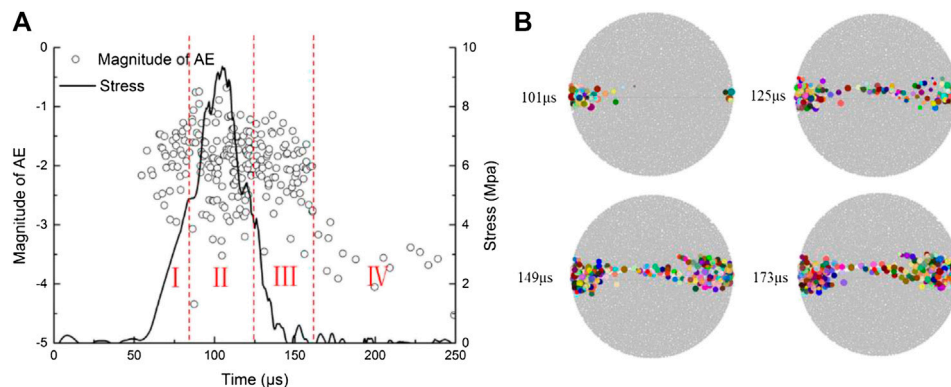 A
B
Magnitude of AE
Stress
0
-1
-2
-3
-4
-5
Magnitude of AE
10
8
6
4
2
0
Stress (Mpa)
I
II
III
IV
0
50
100
150
200
250
Time (μs)
101μs
125μs
149μs
173μs